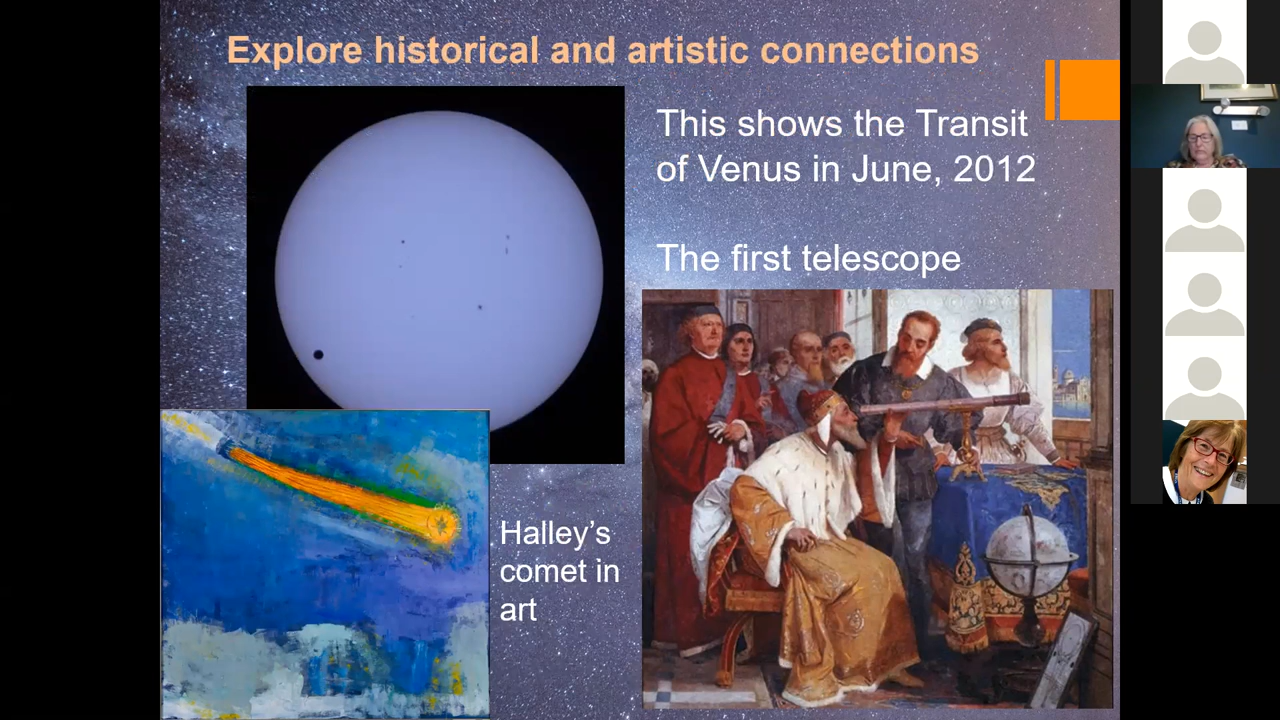 Explore historical and artistic connections
This shows the Transit
of Venus in June, 2012
The first telescope
Halley's
comet in
art